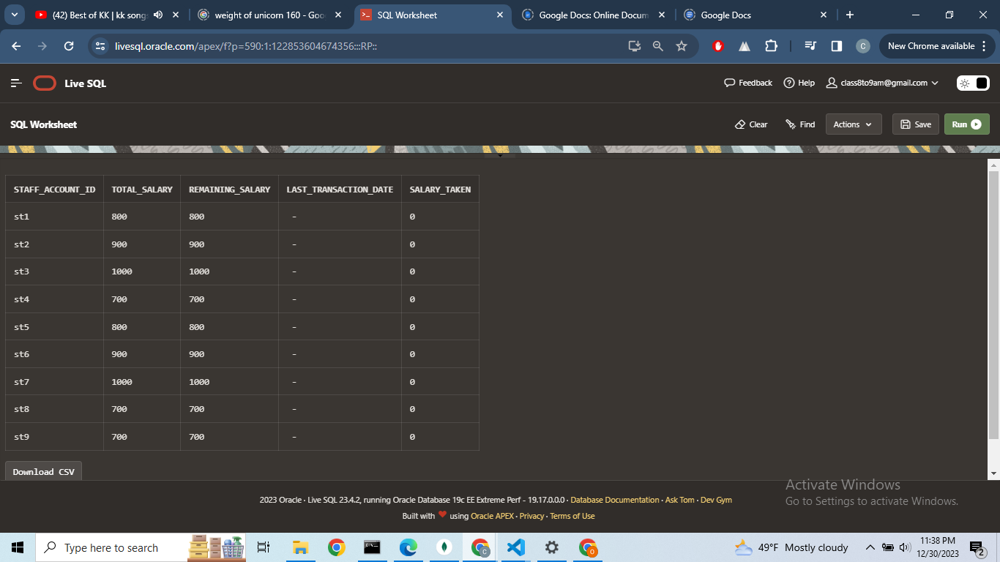 (42) Best of KK | kk songs
weight of unicorn 160 - Goo
SQL Worksheet
Google Docs: Online Docum
Google Docs
livesql.oracle.com/apex/f?p=590:1:122853604674356:::RP::
C
New Chrome available
Live SQL
Feedback
Help
class8to9am@gmail.com
SQL Worksheet
Clear
Find
Actions
Save
Run
STAFF_ACCOUNT_ID TOTAL_SALARY REMAINING_SALARY LAST_TRANSACTION_DATE SALARY_TAKEN
st1 800 800 - 0
st2 900 900 - 0
st3 1000 1000 - 0
st4 700 700 - 0
st5 800 800 - 0
st6 900 900 - 0
st7 1000 1000 - 0
st8 700 700 - 0
st9 700 700 - 0
Download CSV
Activate Windows
Go to Settings to activate Windows.
2023 Oracle · Live SQL 23.4.2, running Oracle Database 19c EE Extreme Perf - 19.17.0.0.0 · Database Documentation · Ask Tom · Dev Gym
Built with ❤ using Oracle APEX · Privacy · Terms of Use
Type here to search
49°F Mostly cloudy
11:38 PM
12/30/2023
2